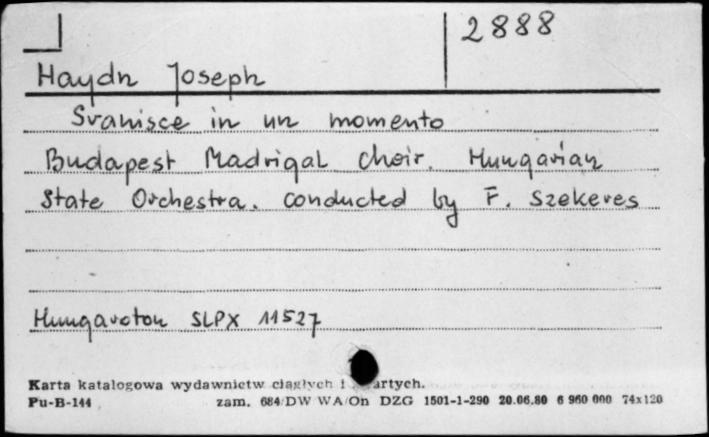 2888
Haydn Joseph
Svanisce in un momento
Budapest Madrigal Choir. Hungarian
State Orchestra. conducted by F. Szekeres
Hungaroton SLPX 11527
Karta katalogowa wydawnictw ciągłych i artych.
Pu-B-144 zam. 684/DW WA/On DZG 1501-1-290 20.06.80 6 960 000 74x120